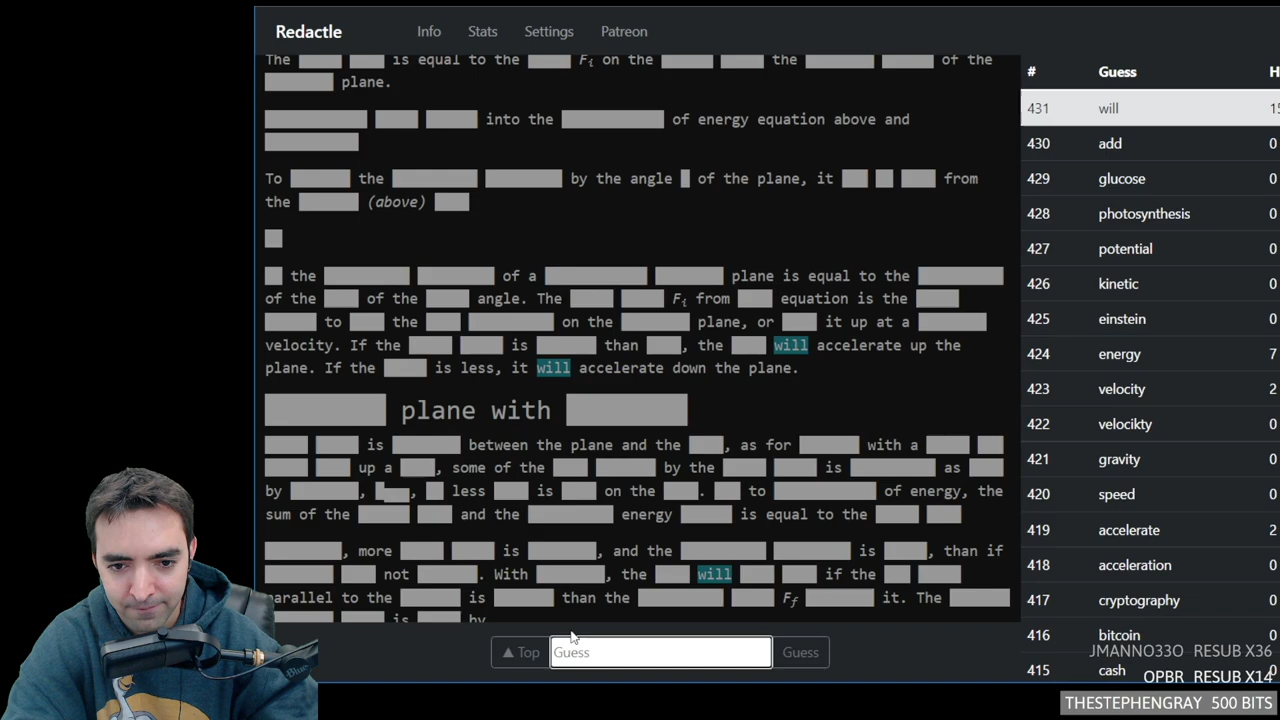 Redactle Info Stats Settings Patreon
The is equal to the Fi on the the of the
plane.
into the of energy equation above and
To the by the angle of the plane, it from
the (above)
the of a plane is equal to the
of the of the angle. The Fi from equation is the
to the on the plane, or it up at a
velocity. If the is than , the will accelerate up the
plane. If the is less, it will accelerate down the plane.
plane with
is between the plane and the , as for with a
up a , some of the by the is as
by , , less is on the . to of energy, the
sum of the and the energy is equal to the
, more is , and the is , than if
not . With , the will if the
parallel to the is than the Ff it. The
is by
▲ Top Guess Guess
# Guess H
431 will 15
430 add 0
429 glucose 0
428 photosynthesis 0
427 potential 0
426 kinetic 0
425 einstein 0
424 energy 7
423 velocity 2
422 velocikty 0
421 gravity 0
420 speed 0
419 accelerate 2
418 acceleration 0
417 cryptography 0
416 bitcoin
415 cash 0
JMANNO33O RESUB X36
OPBR RESUB X14
THESTEPHENGRAY 500 BITS
Blue